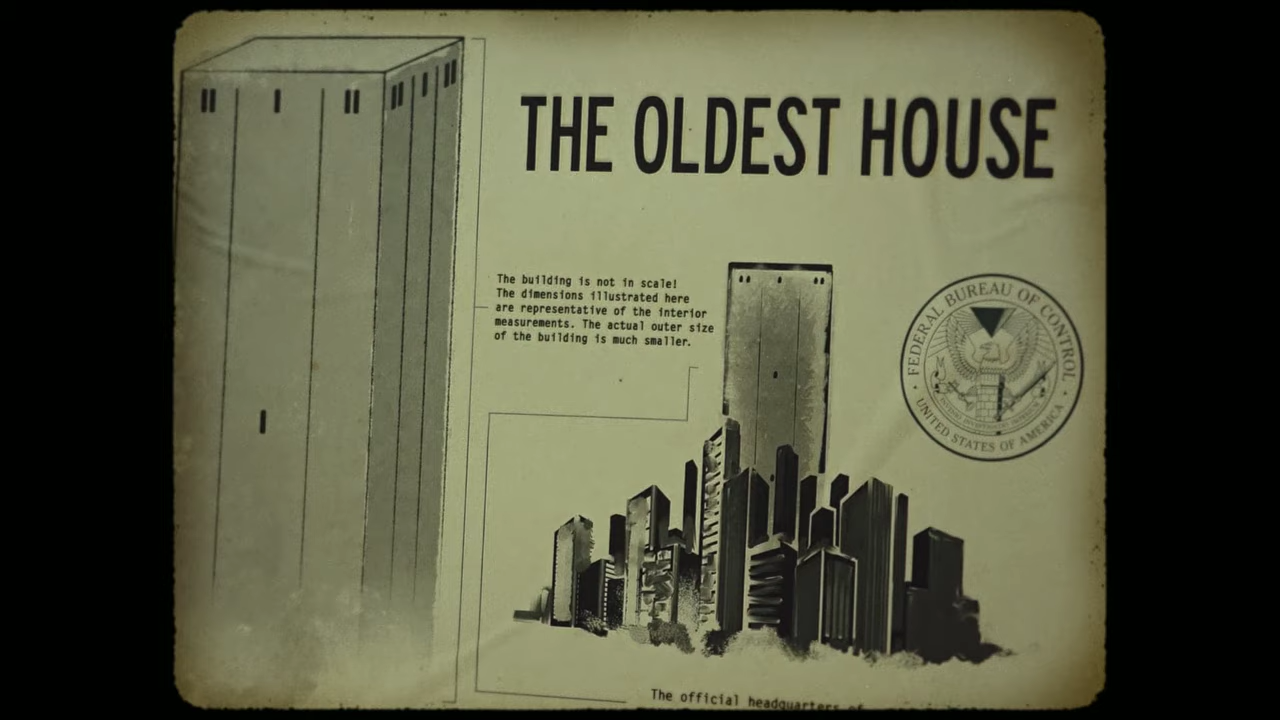 THE OLDEST HOUSE
The building is not in scale!
The dimensions illustrated here
are representative of the interior
measurements. The actual outer size
of the building is much smaller.
FEDERAL BUREAU OF CONTROL
UNITED STATES OF AMERICA
The official headquarters of